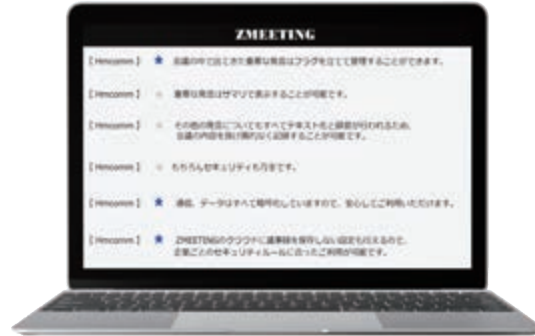 ZMEETING
[Hmcomm] ★ 会議の中で出てきた重要な発言はフラグを立てて管理することができます。
[Hmcomm] ★ 重要な発言はサマリで表示することが可能です。
[Hmcomm] ★ その他の発言についてもすべてテキスト化と録音が行われるため、
会議の内容を抜け漏れなく記録することが可能です。
[Hmcomm] ★ もちろんセキュリティも万全です。
[Hmcomm] ★ 通信、データはすべて暗号化していますので、安心してご利用いただけます。
[Hmcomm] ★ ZMEETINGのクラウドに議事録を保存しない設定も行えるので、
企業ごとのセキュリティルールに合ったご利用が可能です。